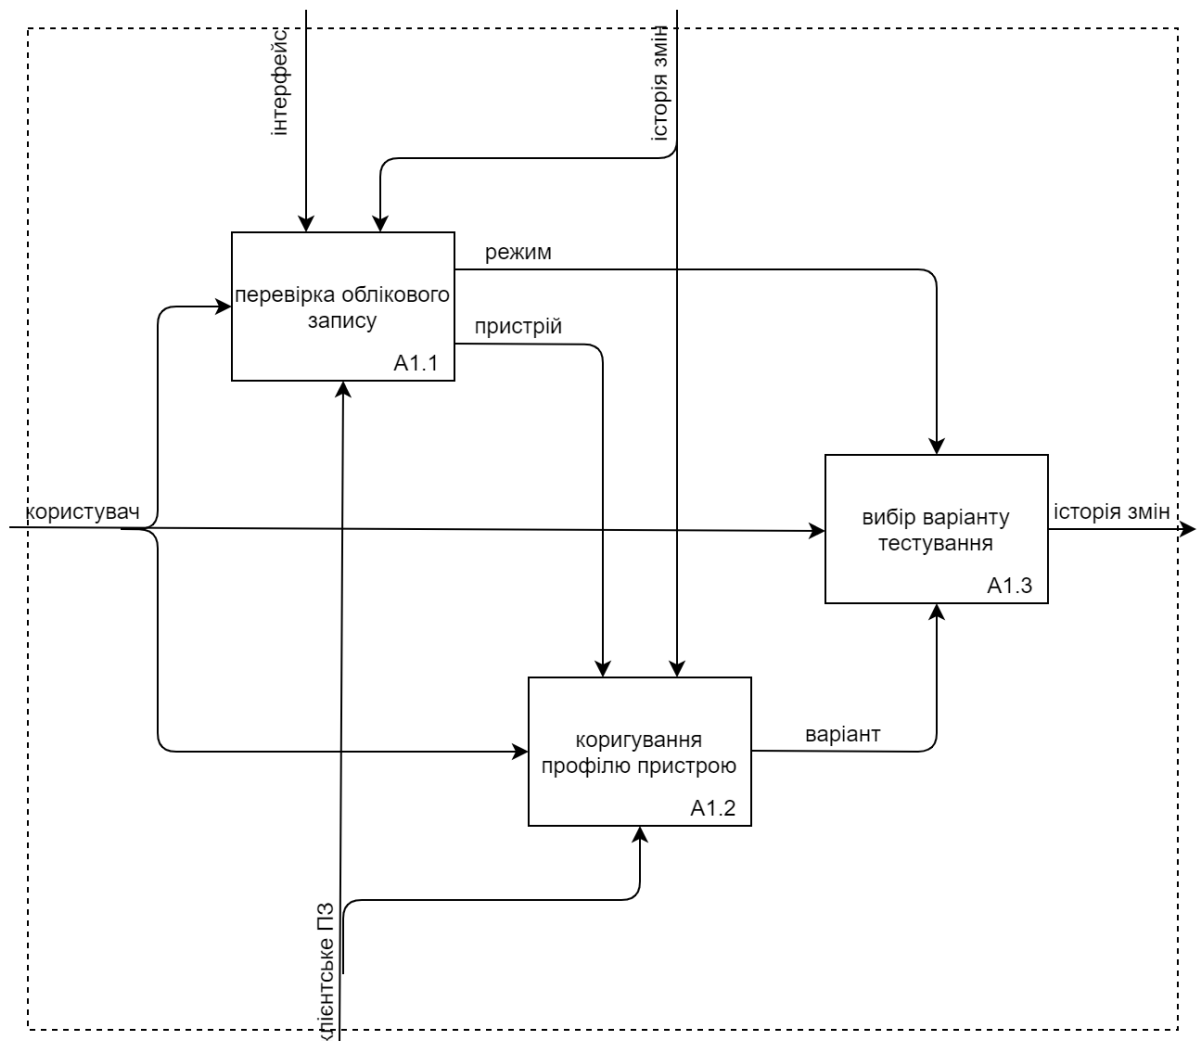 інтерфейс
історія змін
режим
перевірка облікового
запису
пристрій
A1.1
користувач
історія змін
вибір варіанту
тестування
A1.3
варіант
коригування
профілю пристрою
A1.2
клієнтське ПЗ